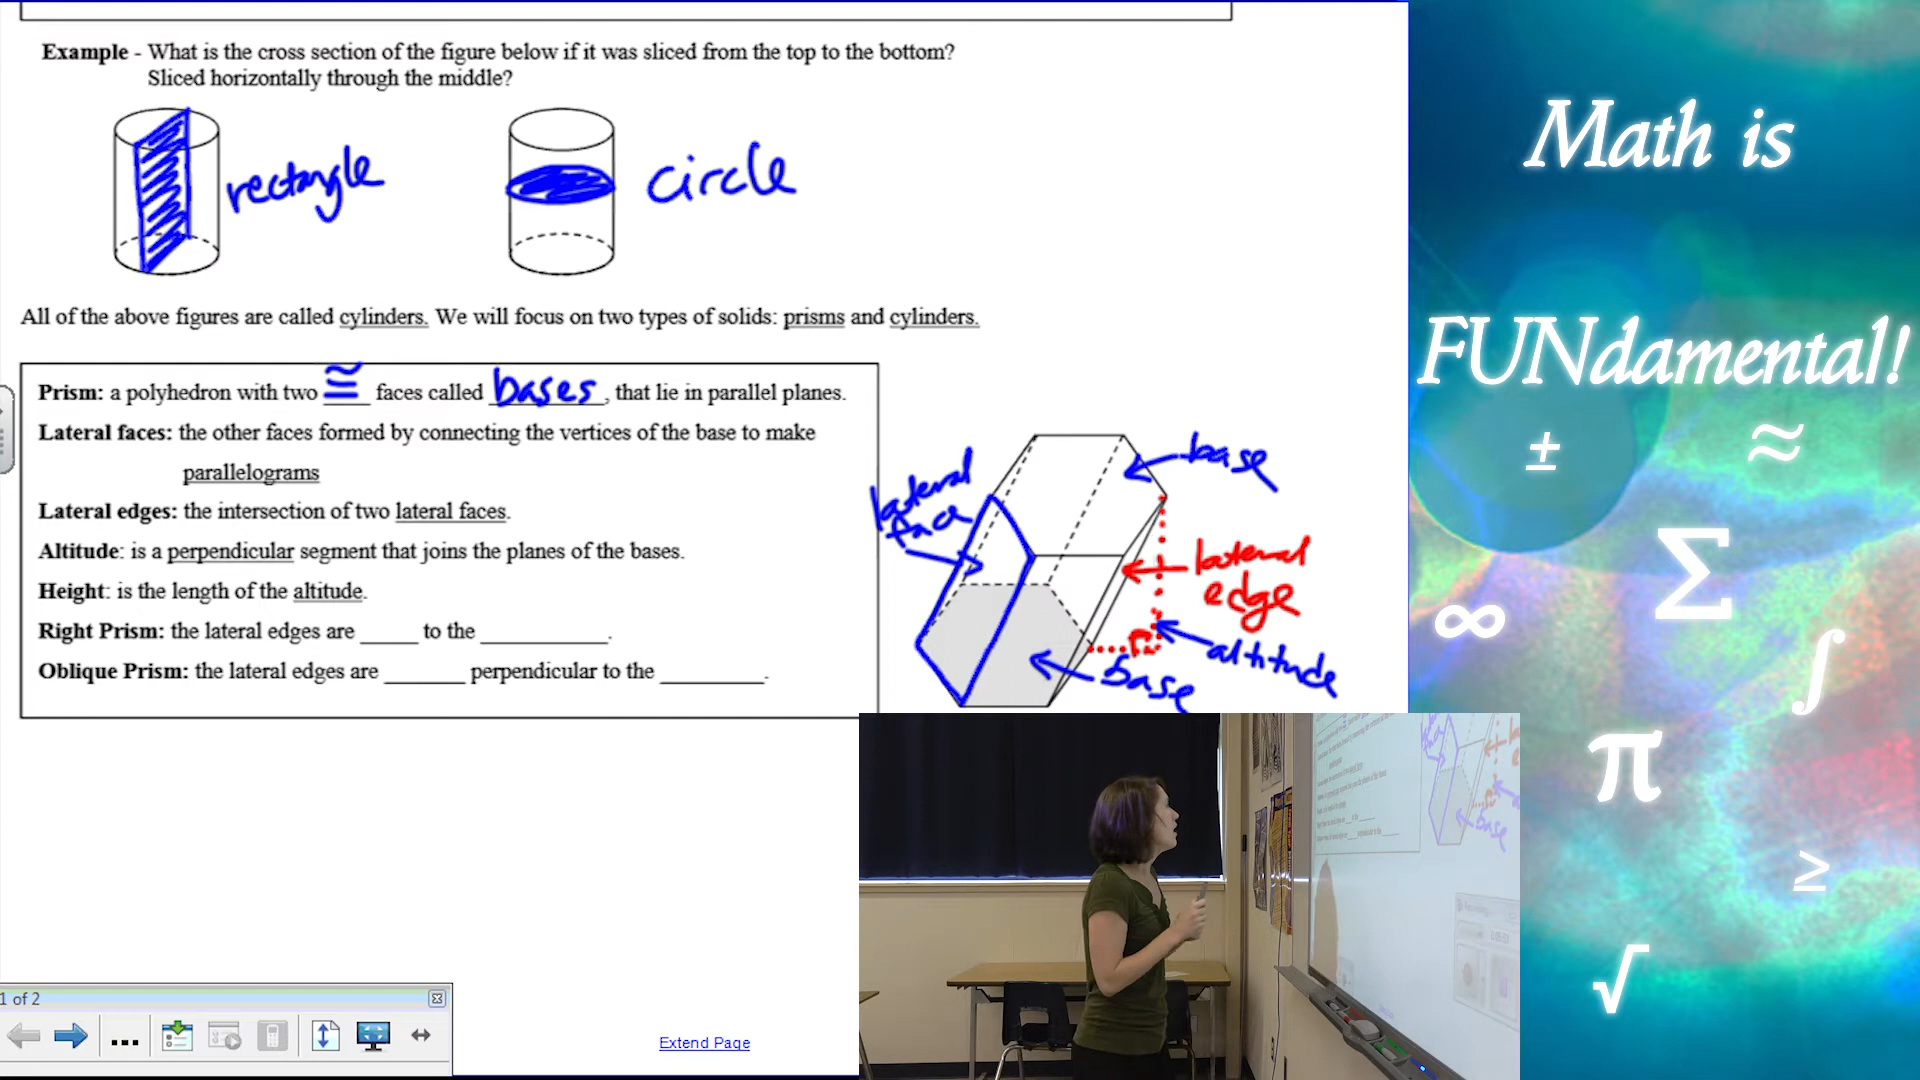 Example - What is the cross section of the figure below if it was sliced from the top to the bottom?
Sliced horizontally through the middle?
rectangle
circle
All of the above figures are called cylinders. We will focus on two types of solids: prisms and cylinders.
Prism: a polyhedron with two ≅ faces called bases, that lie in parallel planes.
Lateral faces: the other faces formed by connecting the vertices of the base to make
parallelograms
Lateral edges: the intersection of two lateral faces.
Altitude: is a perpendicular segment that joins the planes of the bases.
Height: is the length of the altitude.
Right Prism: the lateral edges are _____ to the ___________.
Oblique Prism: the lateral edges are _______ perpendicular to the _________.
base
lateral
face
lateral
edge
altitude
base
1 of 2
...
Extend Page
base
Math is
FUNdamental!
± ≈
Σ
∞
∫
π
≥
√